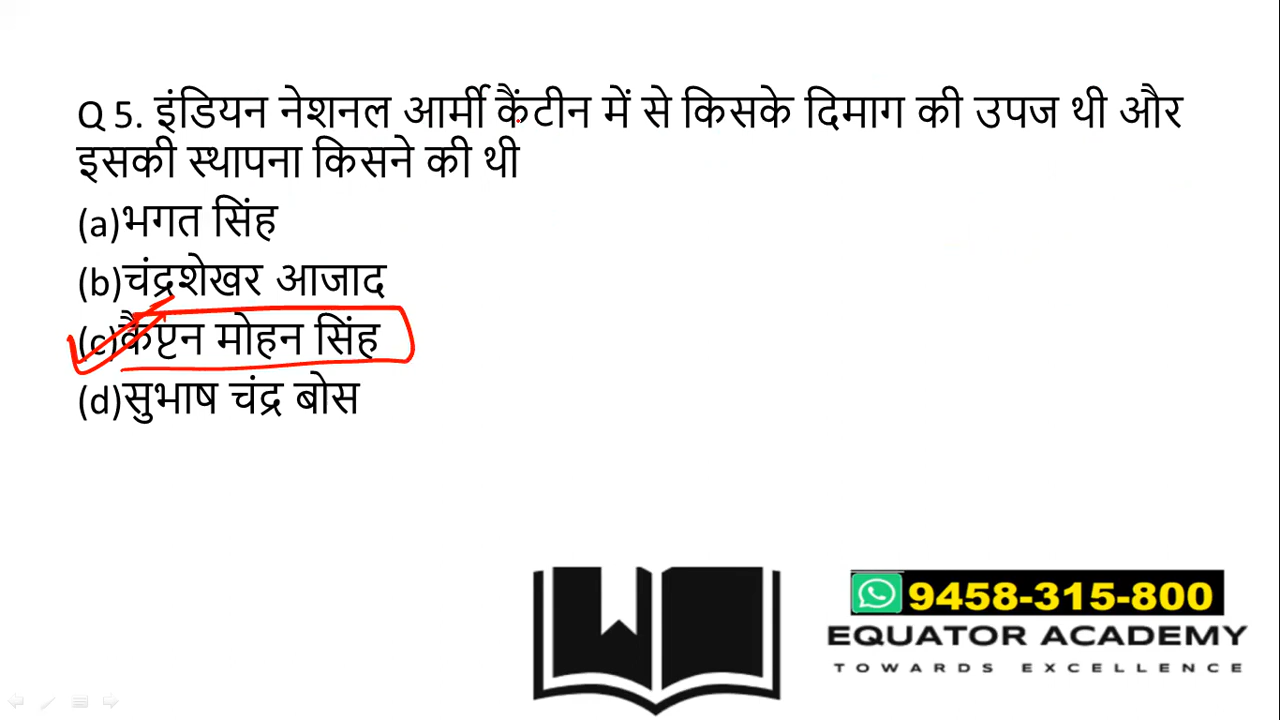 Q 5. इंडियन नेशनल आर्मी कैंटीन में से किसके दिमाग की उपज थी और
इसकी स्थापना किसने की थी
(a)भगत सिंह
(b)चंद्रशेखर आजाद
(c)कैप्टन मोहन सिंह
(d)सुभाष चंद्र बोस
9458-315-800
EQUATOR ACADEMY
TOWARDS EXCELLENCE